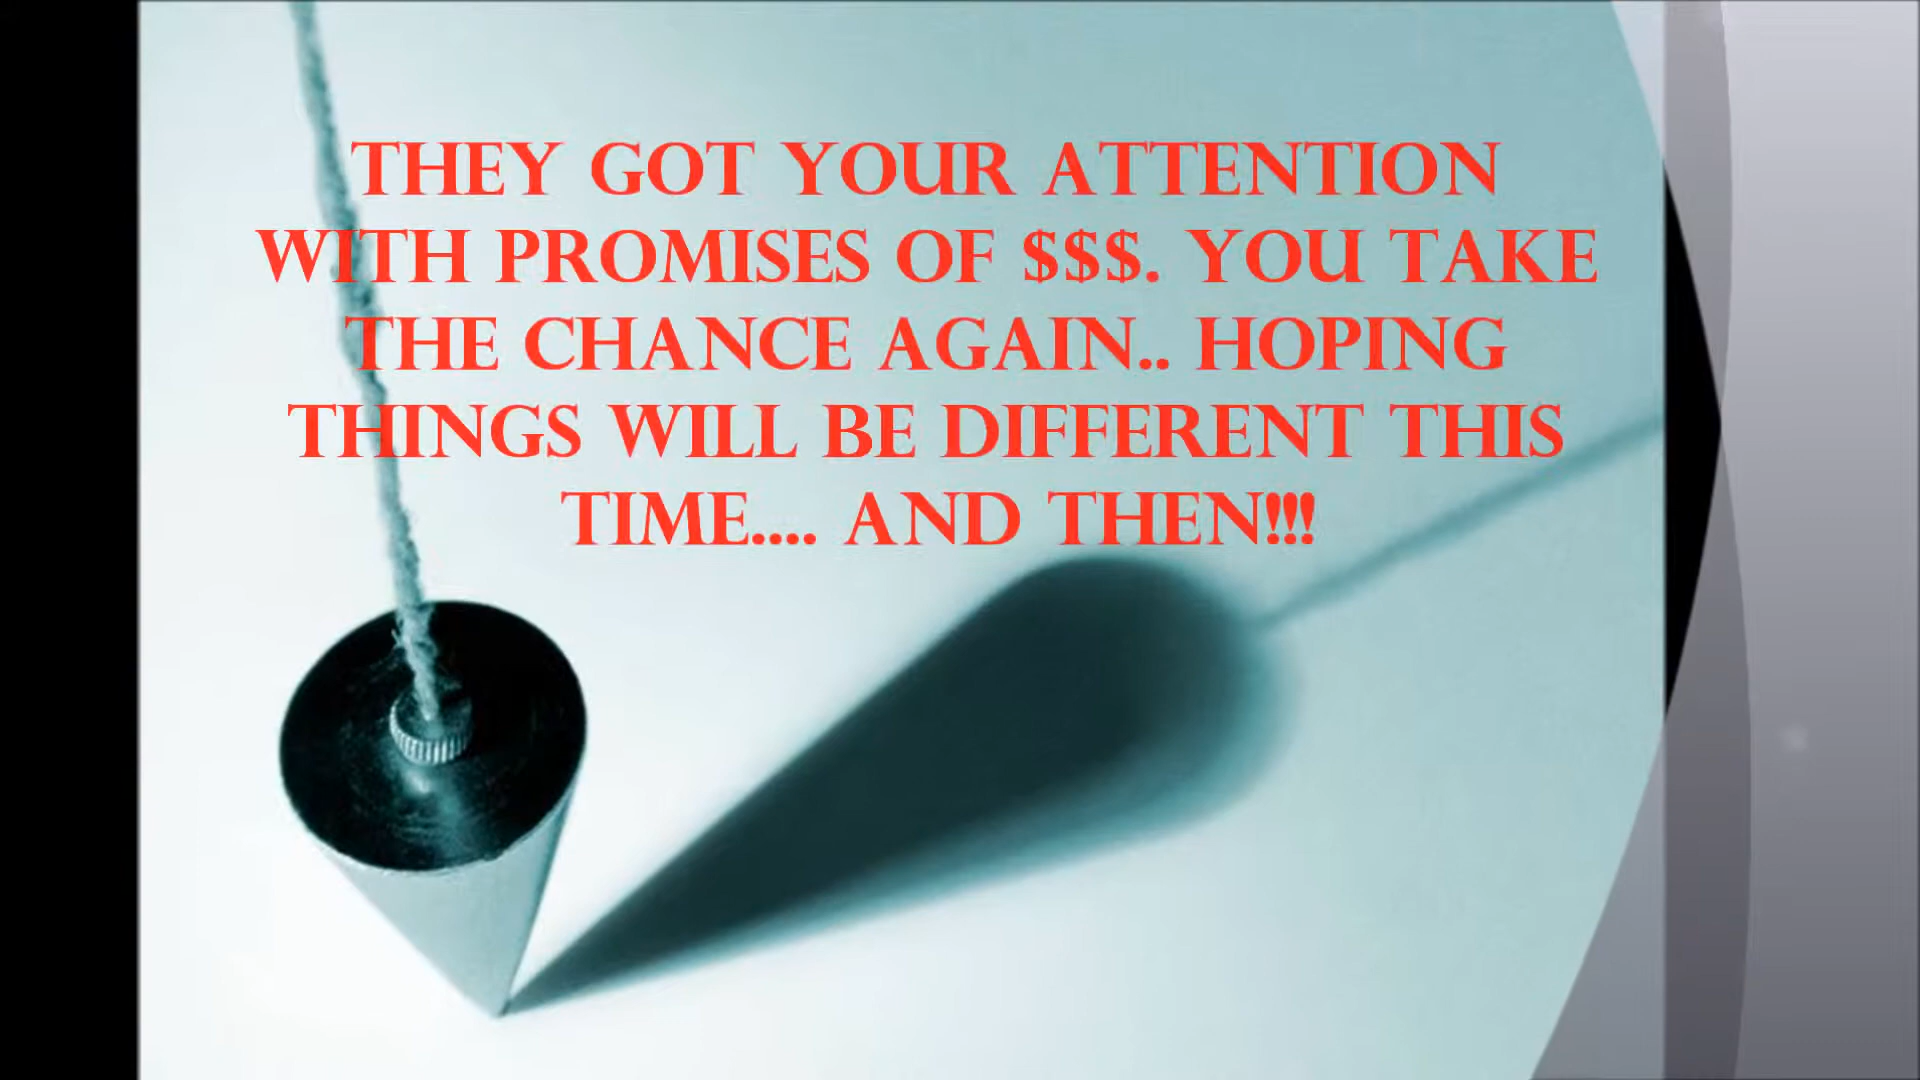 THEY GOT YOUR ATTENTION
WITH PROMISES OF $$$. YOU TAKE
THE CHANCE AGAIN.. HOPING
THINGS WILL BE DIFFERENT THIS
TIME.... AND THEN!!!